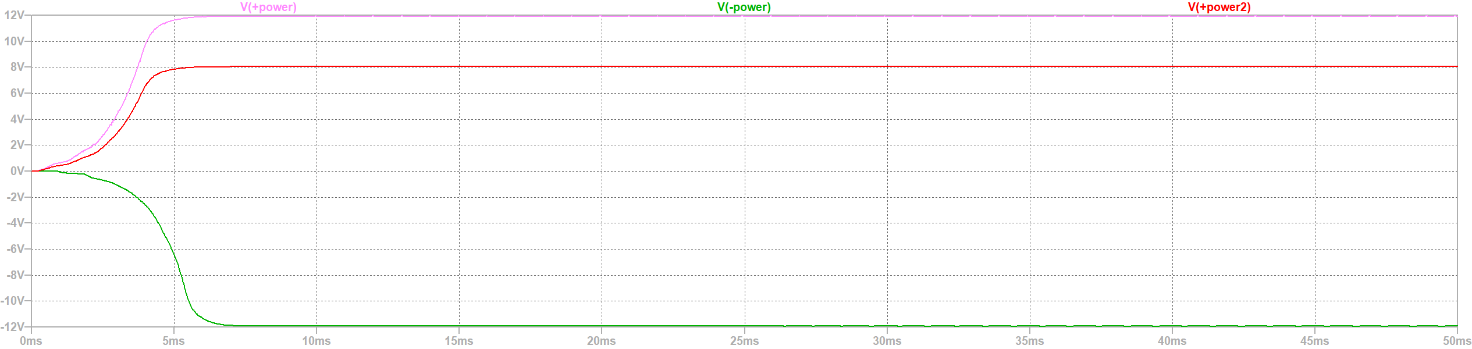 V(+power) V(-power) V(+power2)
12V
10V
8V
6V
4V
2V
0V
-2V
-4V
-6V
-8V
-10V
-12V
0ms 5ms 10ms 15ms 20ms 25ms 30ms 35ms 40ms 45ms 50ms